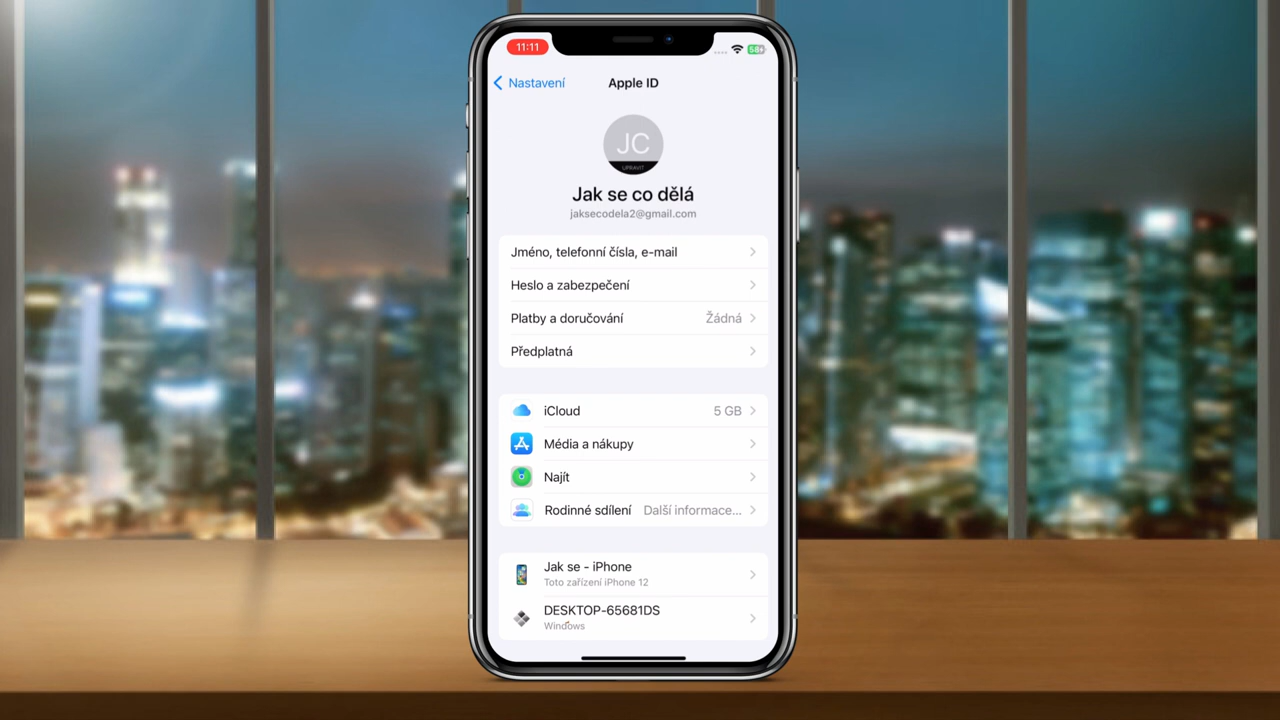 11:11
58
Nastavení
Apple ID
JC
UPRAVIT
Jak se co dělá
jaksecodela2@gmail.com
Jméno, telefonní čísla, e-mail
Heslo a zabezpečení
Platby a doručování Žádná
Předplatná
iCloud 5 GB
Média a nákupy
Najít
Rodinné sdílení Další informace...
Jak se - iPhone
Toto zařízení iPhone 12
DESKTOP-65681DS
Windows